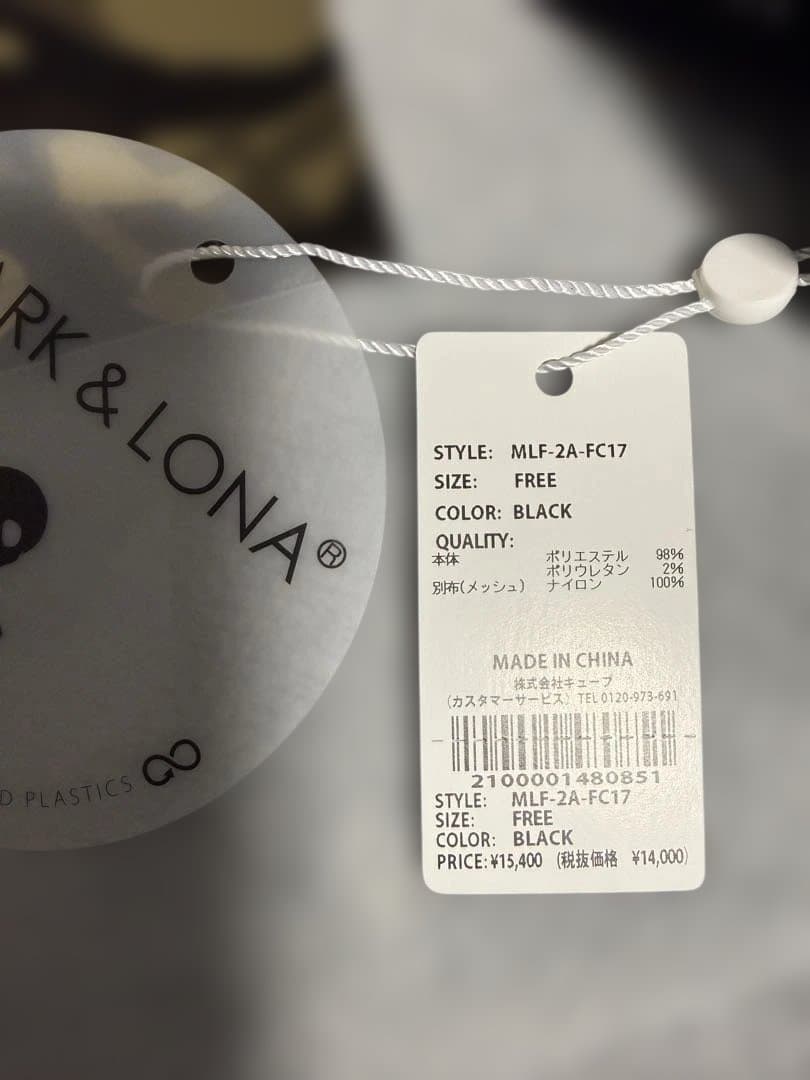 ARK & LONA®
D PLASTICS
STYLE: MLF-2A-FC17
SIZE: FREE
COLOR: BLACK
QUALITY:
本体 ポリエステル 98%
ポリウレタン 2%
別布(メッシュ) ナイロン 100%
MADE IN CHINA
株式会社キューブ
(カスタマーサービス) TEL 0120-973-691
2100001480851
STYLE: MLF-2A-FC17
SIZE: FREE
COLOR: BLACK
PRICE: ¥15,400 (税抜価格 ¥14,000)